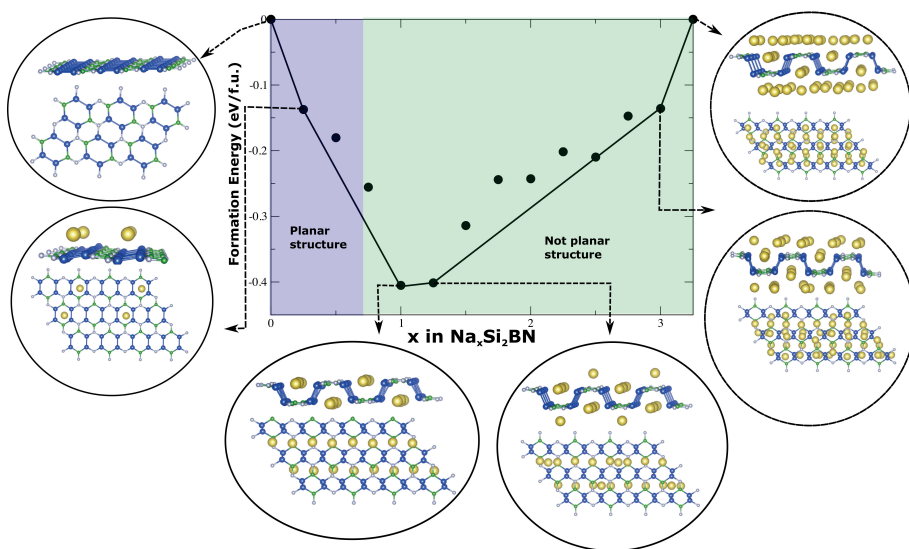 Formation Energy (eV/f.u.)
0
-0.1
-0.2
-0.3
-0.4
Planar
structure
Not planar
structure
0
1
2
3
x in NaₓSi₂BN